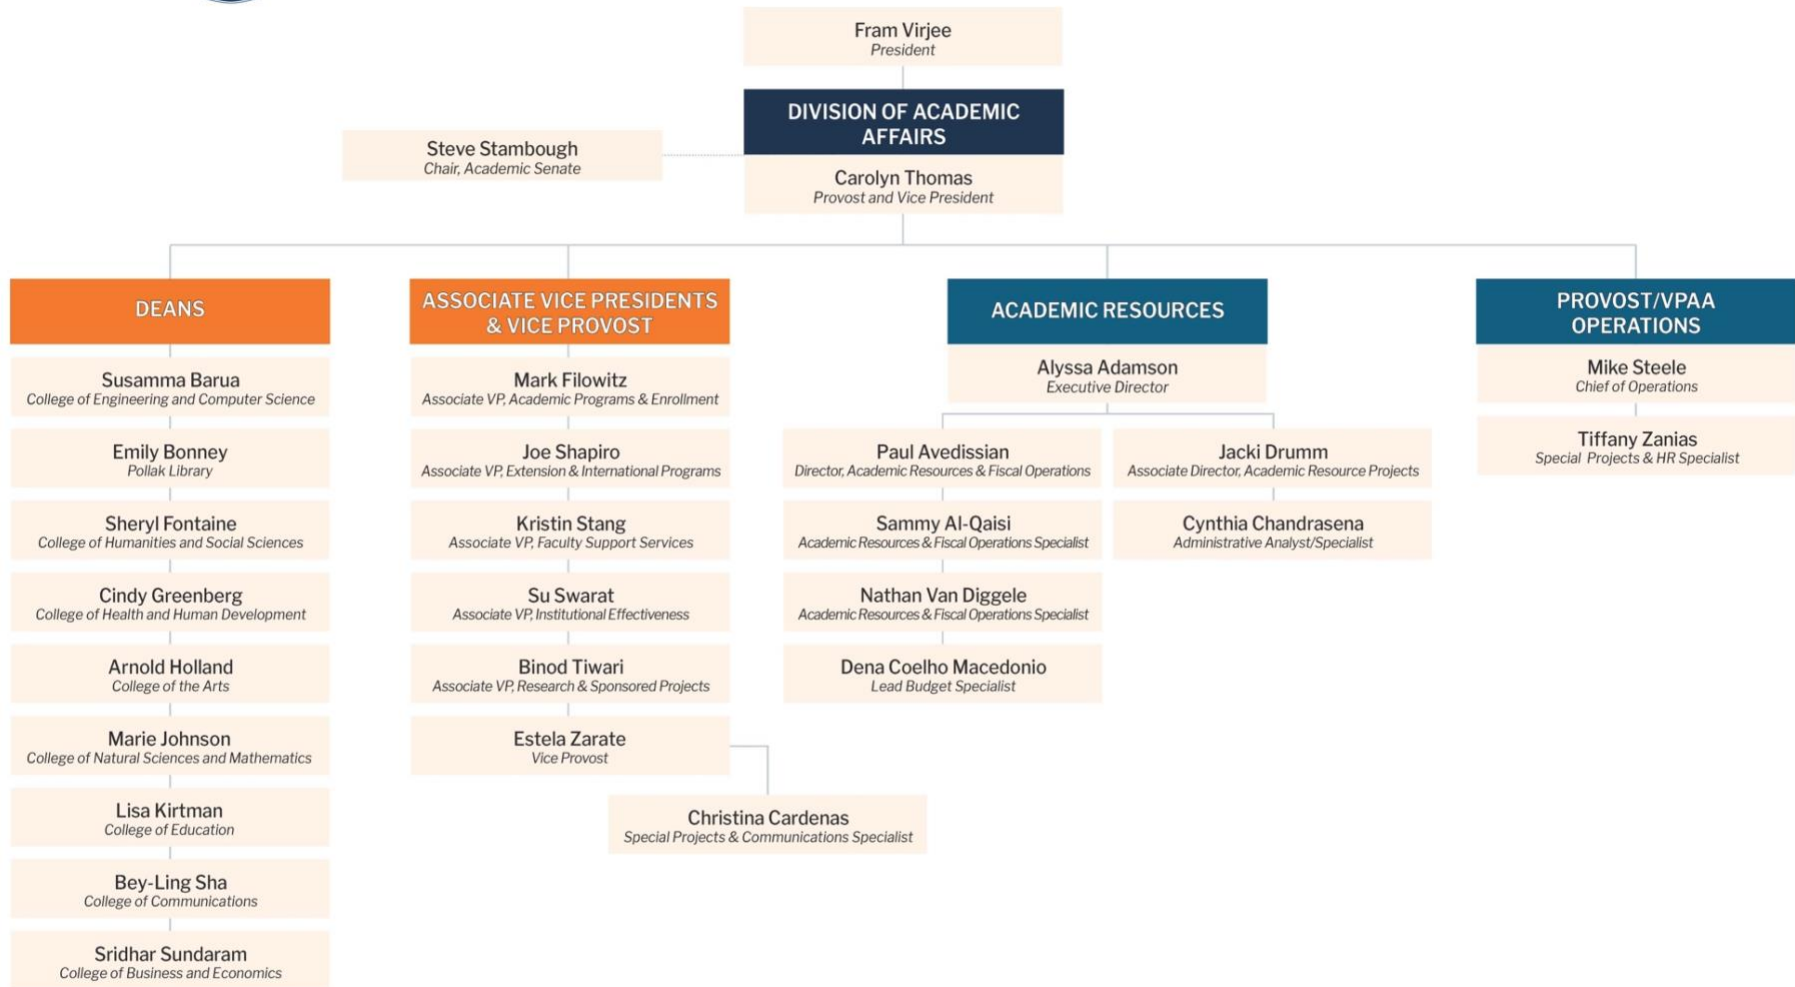 Fram Virjee
President
DIVISION OF ACADEMIC
AFFAIRS
Steve Stambough
Chair, Academic Senate
Carolyn Thomas
Provost and Vice President
DEANS
Susamma Barua
College of Engineering and Computer Science
Emily Bonney
Pollak Library
Sheryl Fontaine
College of Humanities and Social Sciences
Cindy Greenberg
College of Health and Human Development
Arnold Holland
College of the Arts
Marie Johnson
College of Natural Sciences and Mathematics
Lisa Kirtman
College of Education
Bey-Ling Sha
College of Communications
Sridhar Sundaram
College of Business and Economics
ASSOCIATE VICE PRESIDENTS
& VICE PROVOST
Mark Filowitz
Associate VP, Academic Programs & Enrollment
Joe Shapiro
Associate VP, Extension & International Programs
Kristin Stang
Associate VP, Faculty Support Services
Su Swarat
Associate VP, Institutional Effectiveness
Binod Tiwari
Associate VP, Research & Sponsored Projects
Estela Zarate
Vice Provost
Christina Cardenas
Special Projects & Communications Specialist
ACADEMIC RESOURCES
Alyssa Adamson
Executive Director
Paul Avedissian
Director, Academic Resources & Fiscal Operations
Sammy Al-Qaisi
Academic Resources & Fiscal Operations Specialist
Nathan Van Diggele
Academic Resources & Fiscal Operations Specialist
Dena Coelho Macedonio
Lead Budget Specialist
Jacki Drumm
Associate Director, Academic Resource Projects
Cynthia Chandrasena
Administrative Analyst/Specialist
PROVOST/VPAA
OPERATIONS
Mike Steele
Chief of Operations
Tiffany Zanias
Special Projects & HR Specialist